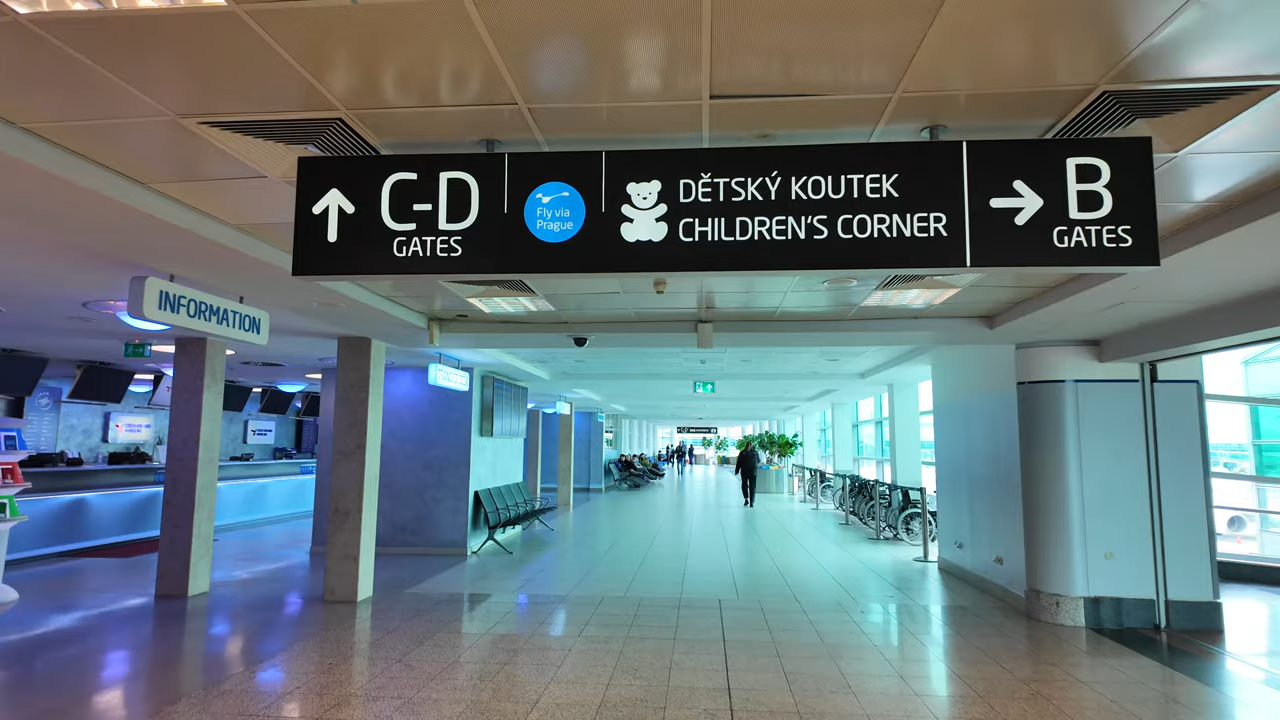 C-D
GATES
Fly via
Prague
DĚTSKÝ KOUTEK
CHILDREN'S CORNER
B
GATES
INFORMATION